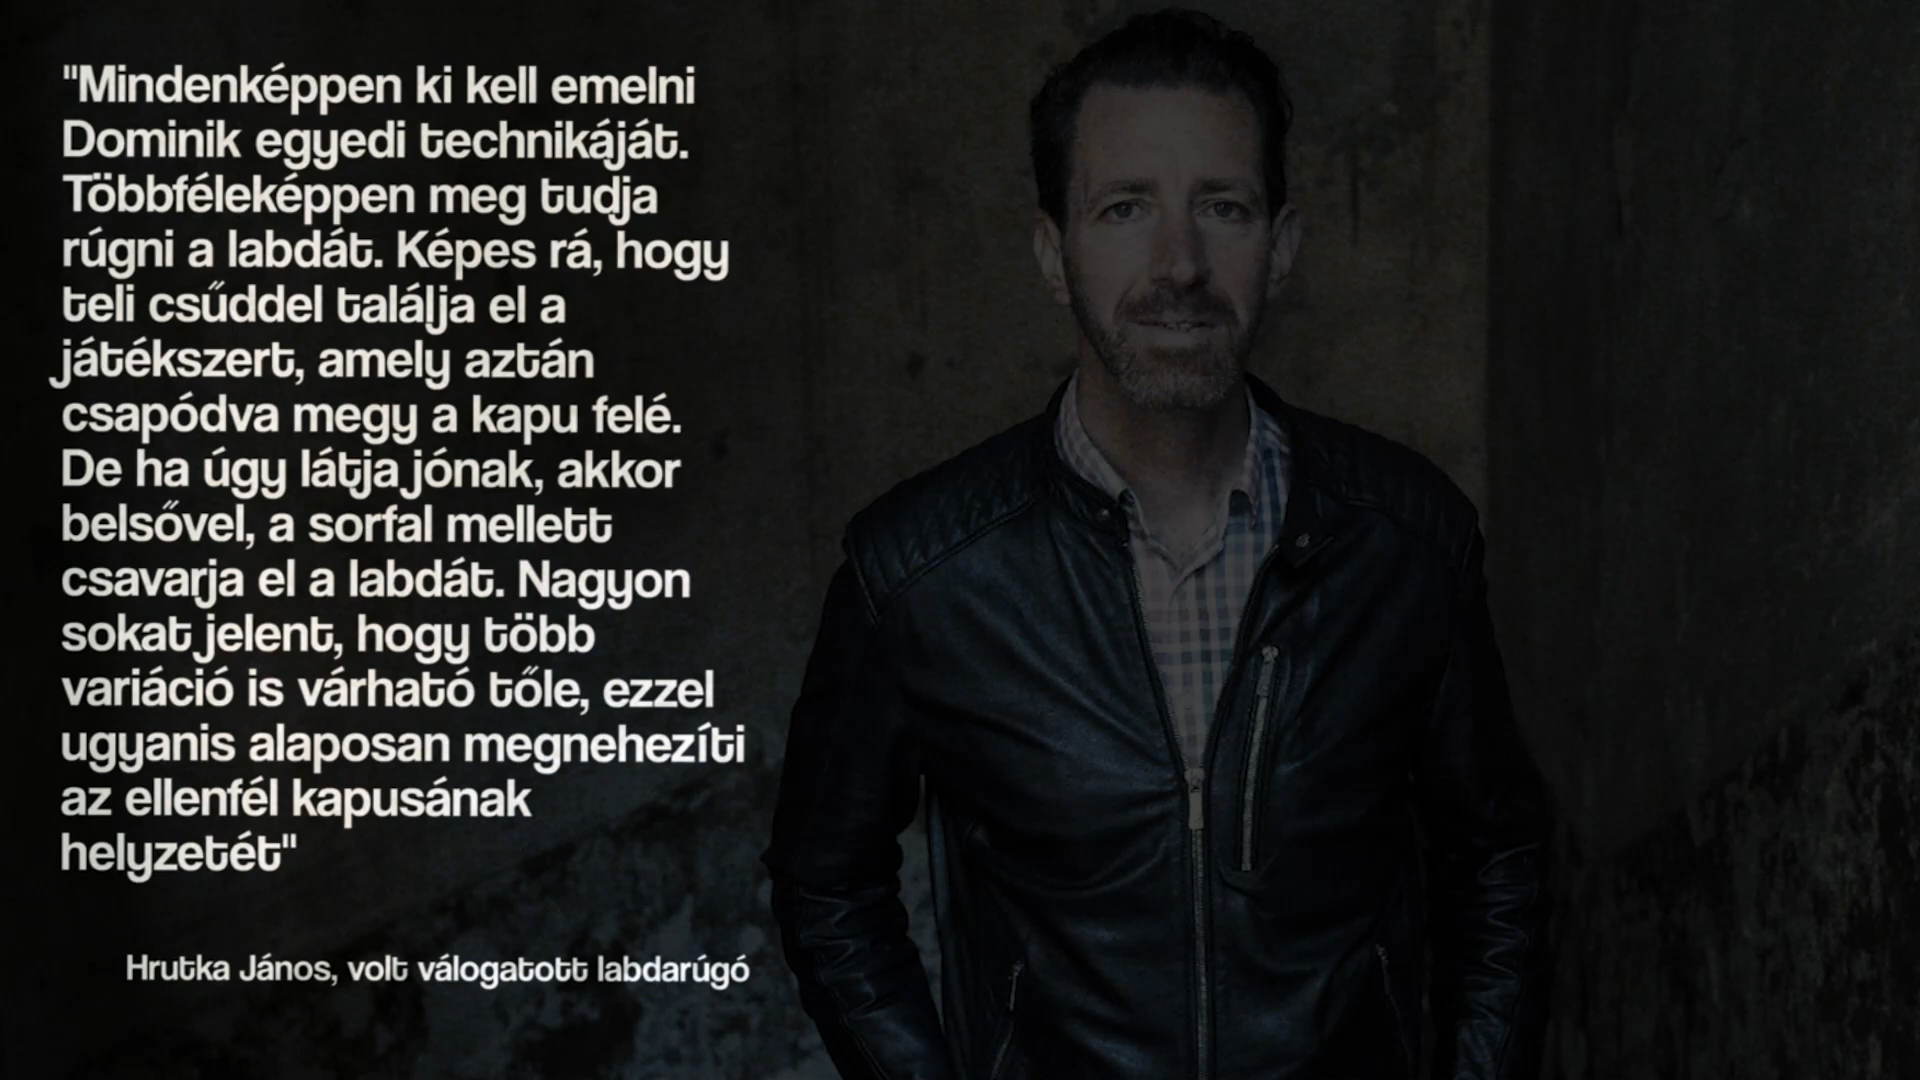 "Mindenképpen ki kell emelni
Dominik egyedi technikáját.
Többféleképpen meg tudja
rúgni a labdát. Képes rá, hogy
teli csűddel találja el a
játékszert, amely aztán
csapódva megy a kapu felé.
De ha úgy látja jónak, akkor
belsővel, a sorfal mellett
csavarja el a labdát. Nagyon
sokat jelent, hogy több
variáció is várható tőle, ezzel
ugyanis alaposan megnehezíti
az ellenfél kapusának
helyzetét"
Hrutka János, volt válogatott labdarúgó